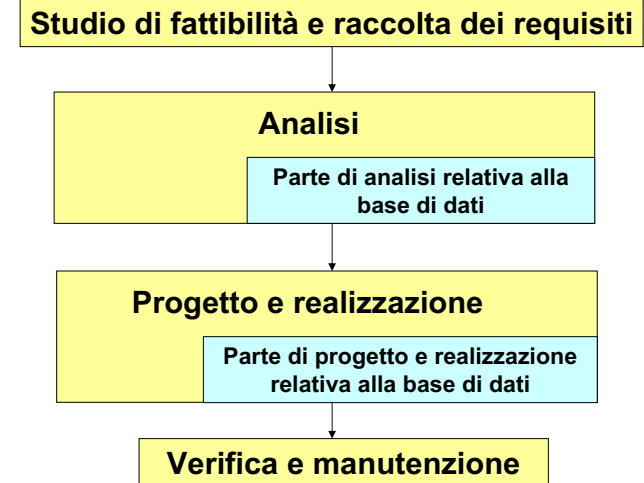 Studio di fattibilità e raccolta dei requisiti
Analisi
Parte di analisi relativa alla
base di dati
Progetto e realizzazione
Parte di progetto e realizzazione
relativa alla base di dati
Verifica e manutenzione